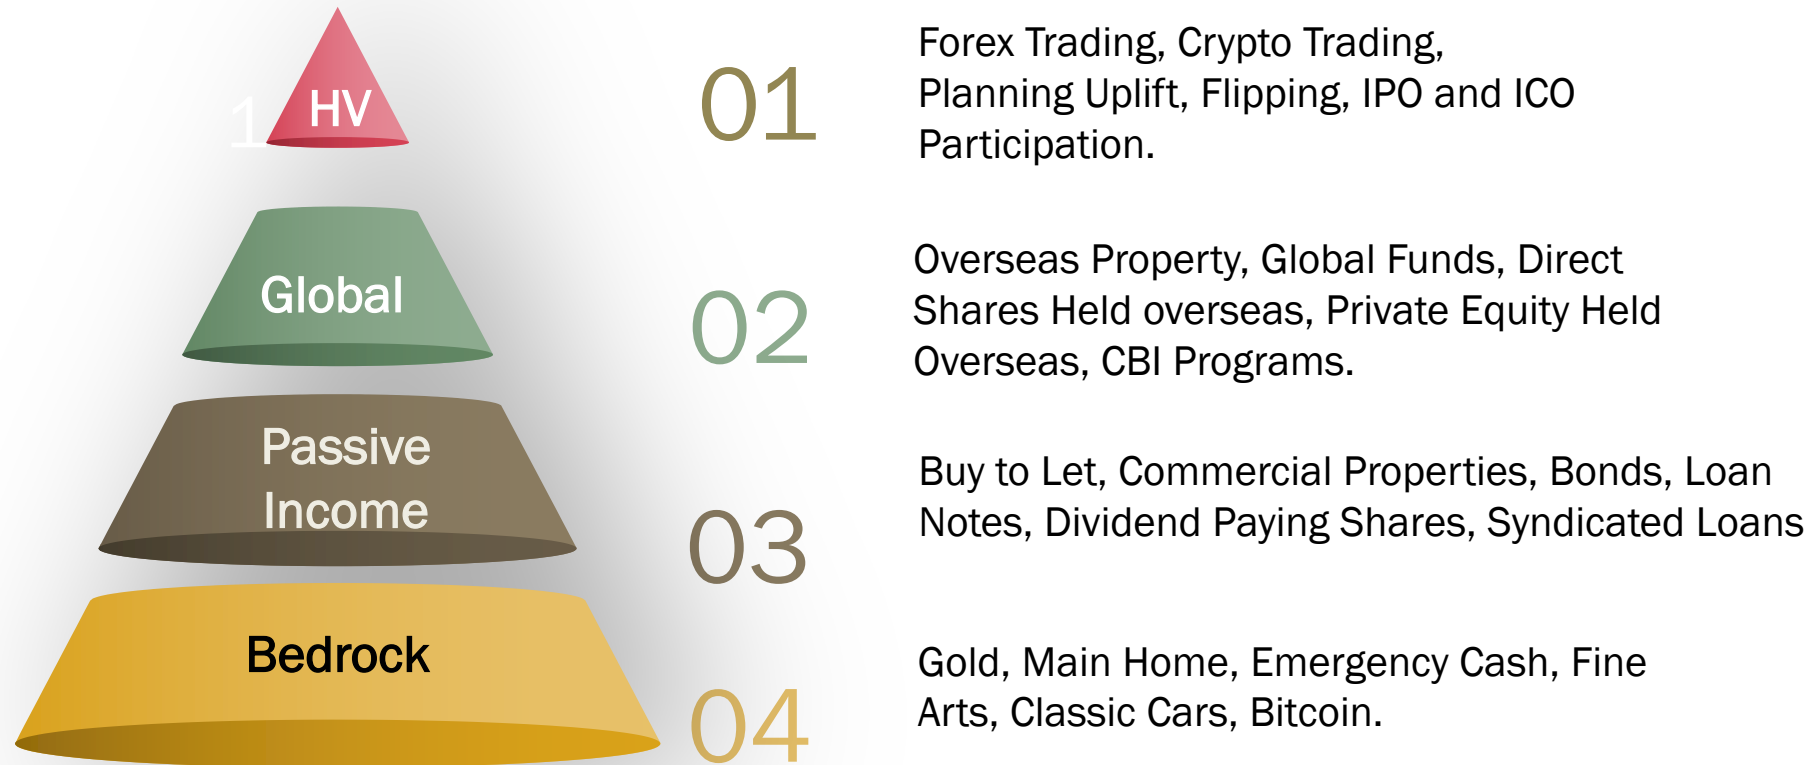 1
HV
01
Forex Trading, Crypto Trading,
Planning Uplift, Flipping, IPO and ICO
Participation.
Global
02
Overseas Property, Global Funds, Direct
Shares Held overseas, Private Equity Held
Overseas, CBI Programs.
Passive
Income
03
Buy to Let, Commercial Properties, Bonds, Loan
Notes, Dividend Paying Shares, Syndicated Loans
Bedrock
04
Gold, Main Home, Emergency Cash, Fine
Arts, Classic Cars, Bitcoin.